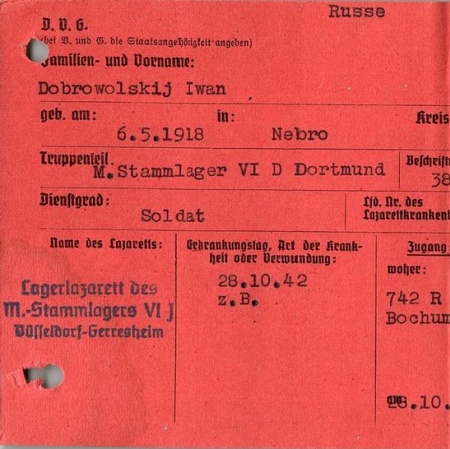 Russe
D. V. G.
(bei V. und G. die Staatsangehörigkeit angeben)
Familien- und Vorname:
Dobrowolskij Iwan
geb. am: in: Kreis
6.5.1918 Nebro
Truppenteil Beschrift
M.Stammlager VI D Dortmund 38
Dienstgrad: Lfd. Nr. des
Soldat Lazarettkranken
Name des Lazaretts: Erkrankungstag, Art der Krank- Zugang
heit oder Verwundung: woher:
28.10.42
z.B. 742 R
Lagerlazarett des Bochum
M.-Stammlagers VI J
Düsseldorf-Gerresheim
28.10.